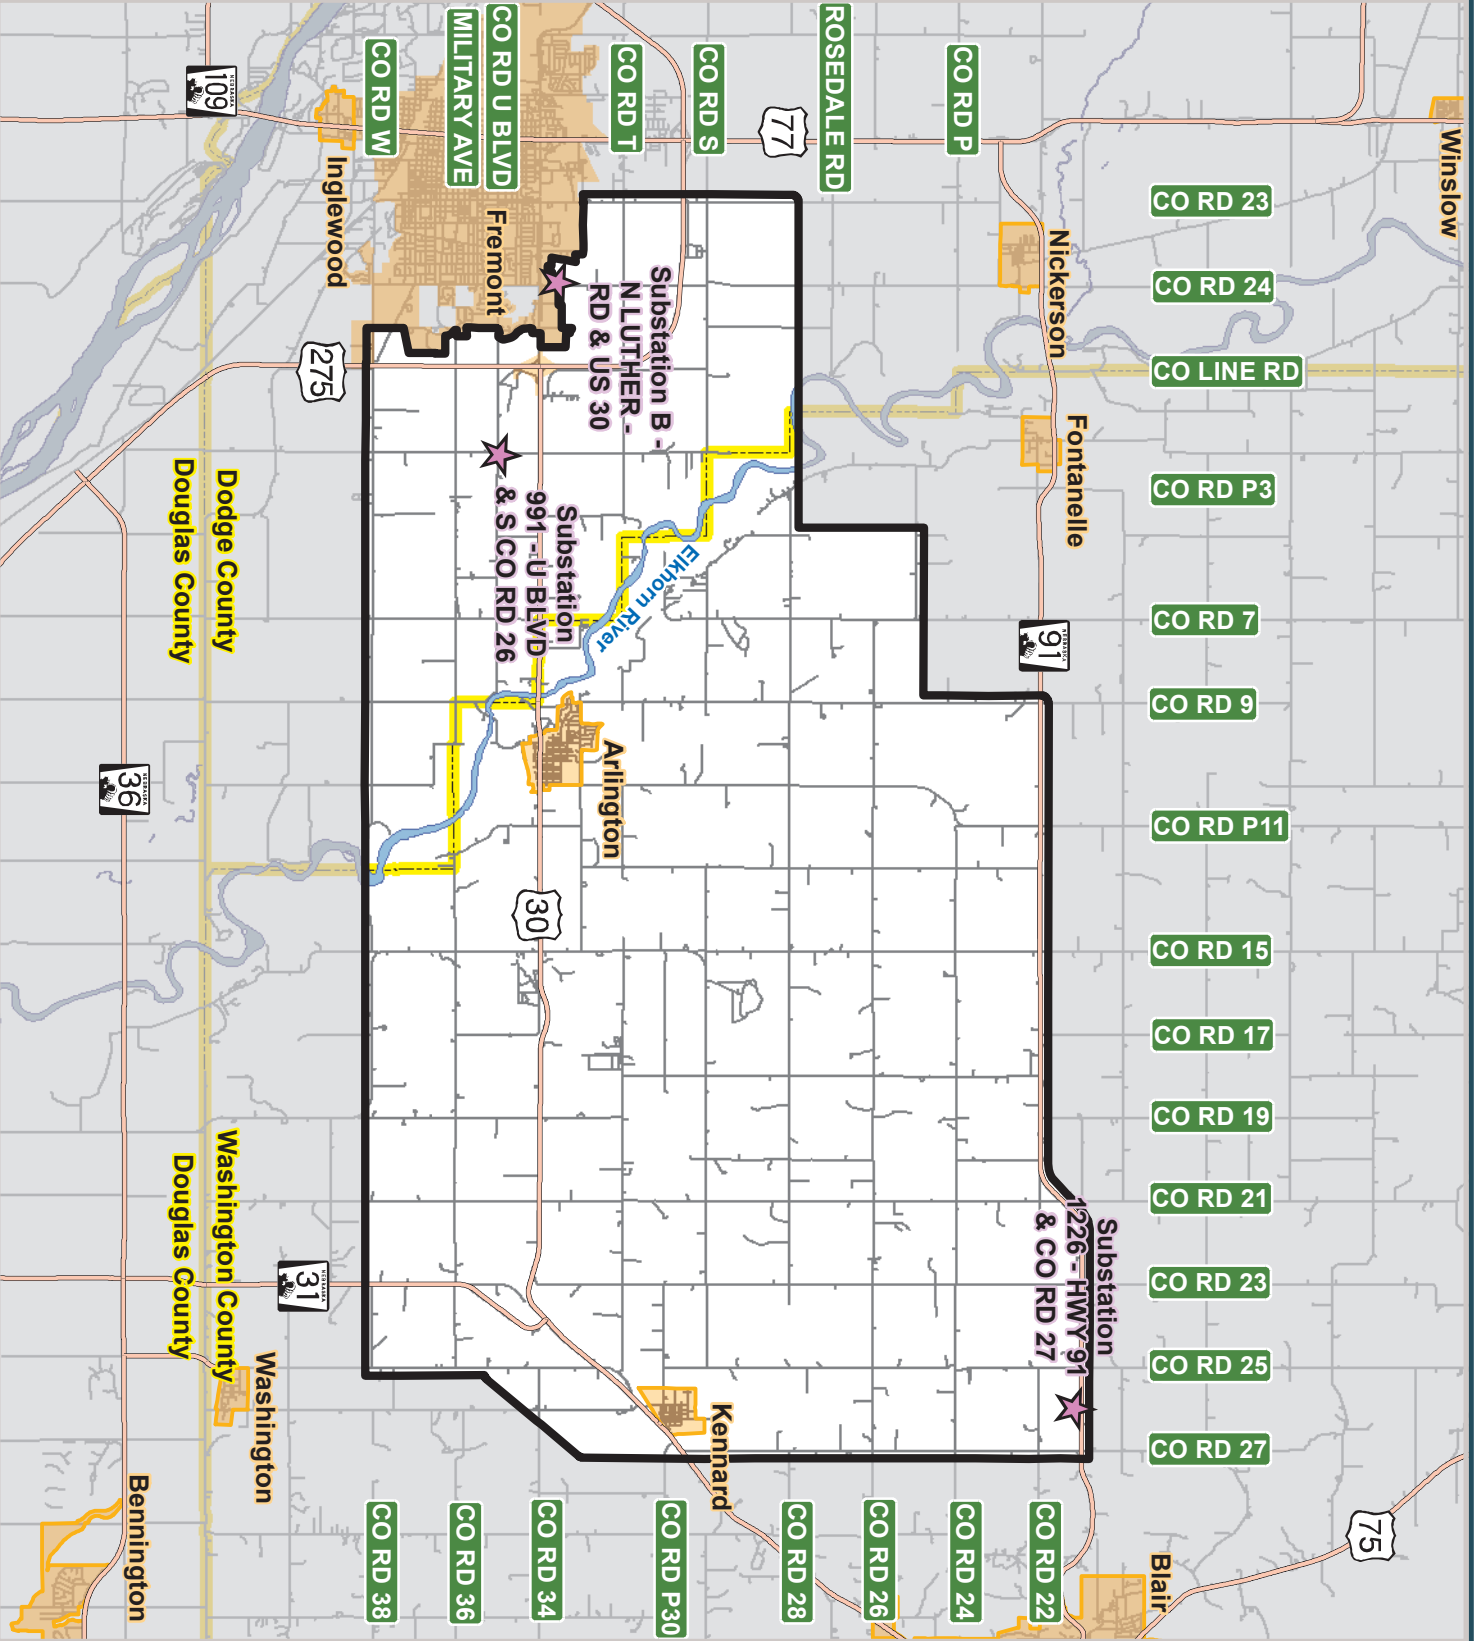 CO RD W
MILITARY AVE
CO RD U BLVD
CO RD T
CO RD S
ROSEDALE RD
CO RD P
NEBRASKA
109
77
Winslow
Inglewood
Fremont
Nickerson
CO RD 23
CO RD 24
CO LINE RD
CO RD P3
CO RD 7
CO RD 9
CO RD P11
CO RD 15
CO RD 17
CO RD 19
CO RD 21
CO RD 23
CO RD 25
CO RD 27
Substation B -
N LUTHER -
RD & US 30
275
Fontanelle
Dodge County
Douglas County
Substation
991 - U BLVD
& S CO RD 26
Elkhorn River
NEBRASKA
91
Arlington
NEBRASKA
36
30
Washington County
Douglas County
NEBRASKA
31
Substation
1226 - HWY 91
& CO RD 27
Washington
Kennard
Bennington
Blair
75
CO RD 38
CO RD 36
CO RD 34
CO RD P30
CO RD 28
CO RD 26
CO RD 24
CO RD 22